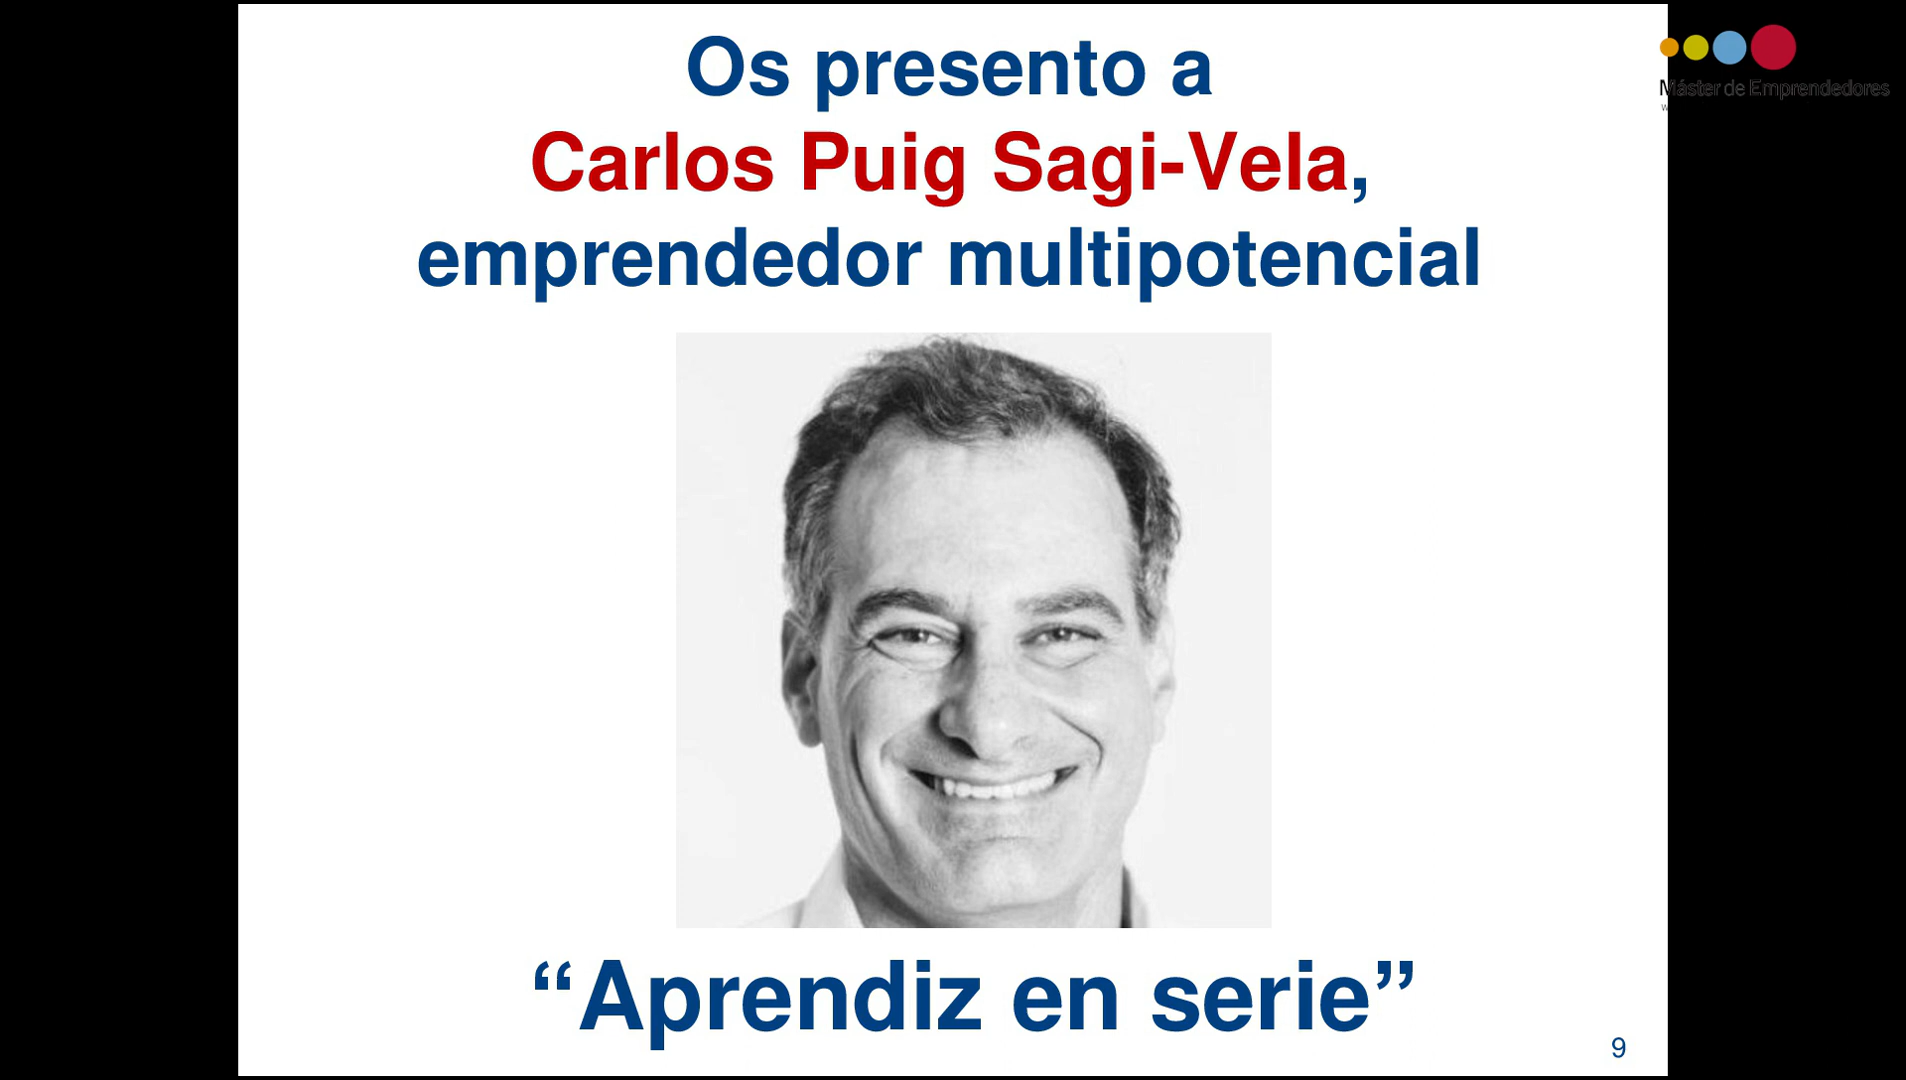 Os presento a
Carlos Puig Sagi-Vela,
emprendedor multipotencial
Máster de Emprendedores
“Aprendiz en serie”
9